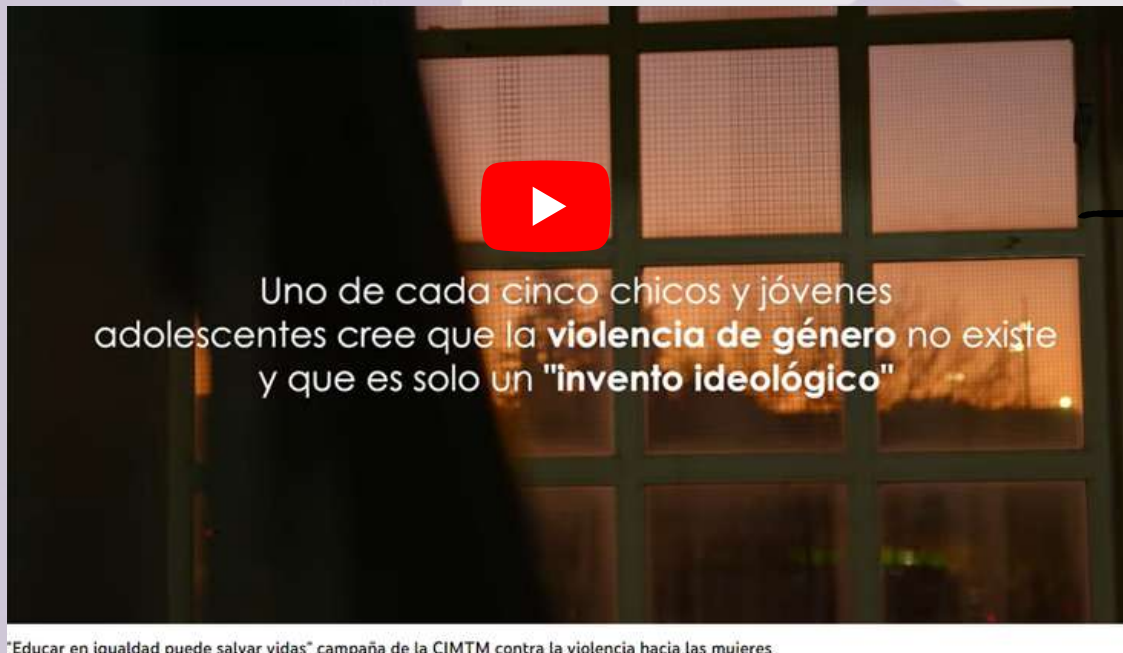 Uno de cada cinco chicos y jóvenes
adolescentes cree que la violencia de género no existe
y que es solo un "invento ideológico"
"Educar en igualdad puede salvar vidas" campaña de la CIMTM contra la violencia hacia las mujeres